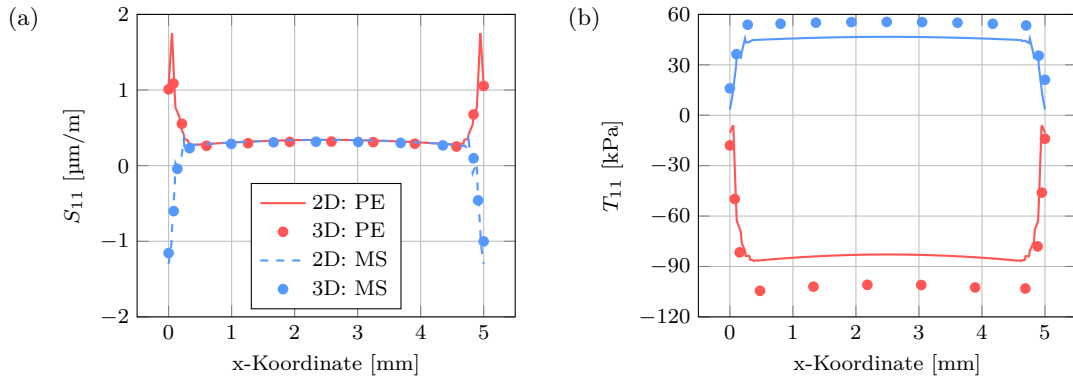 (a)
2
1
0
−1
−2
S₁₁ [µm/m]
2D: PE
3D: PE
2D: MS
3D: MS
0 1 2 3 4 5
x-Koordinate [mm]
(b)
60
30
0
−30
−60
−90
−120
T₁₁ [kPa]
0 1 2 3 4 5
x-Koordinate [mm]